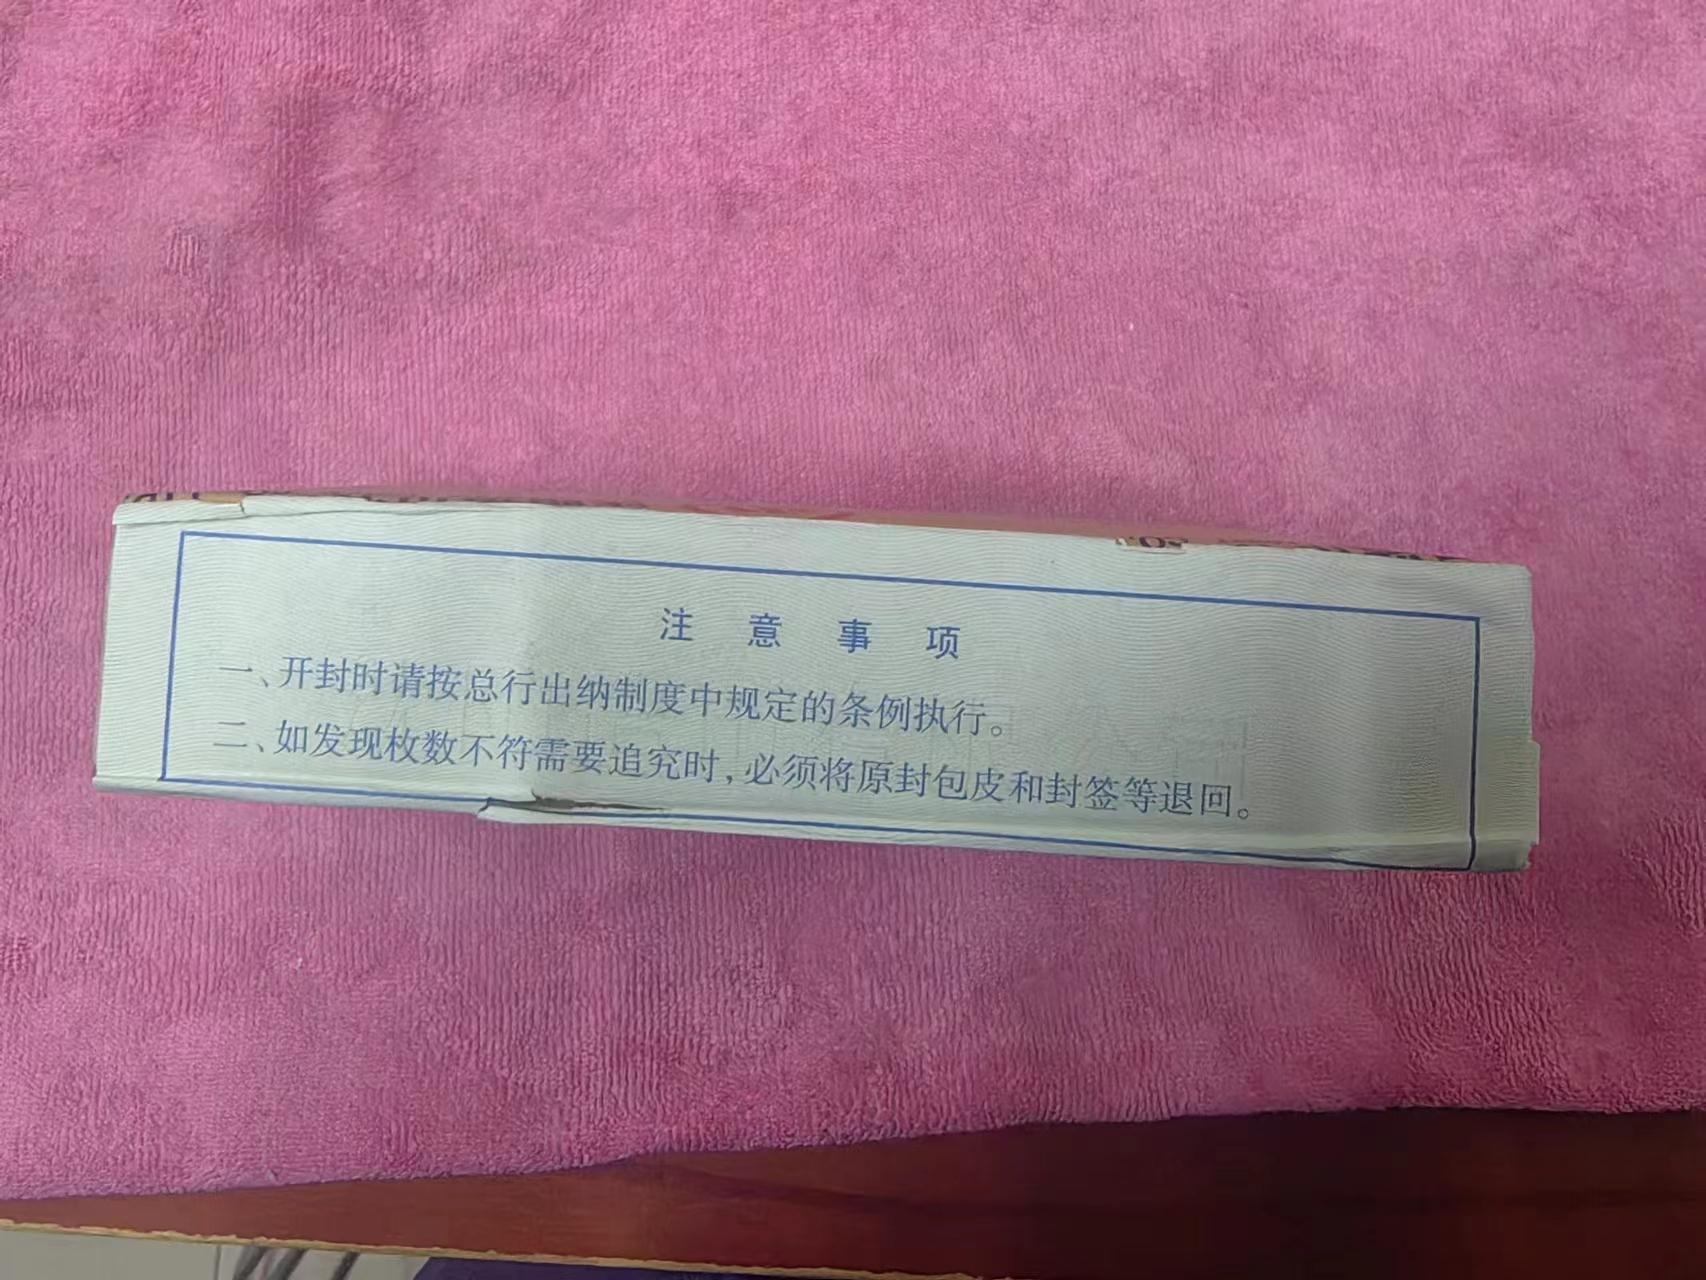 注意事项
一、开封时请按总行出纳制度中规定的条例执行。
二、如发现枚数不符需要追究时,必须将原封包皮和封签等退回。